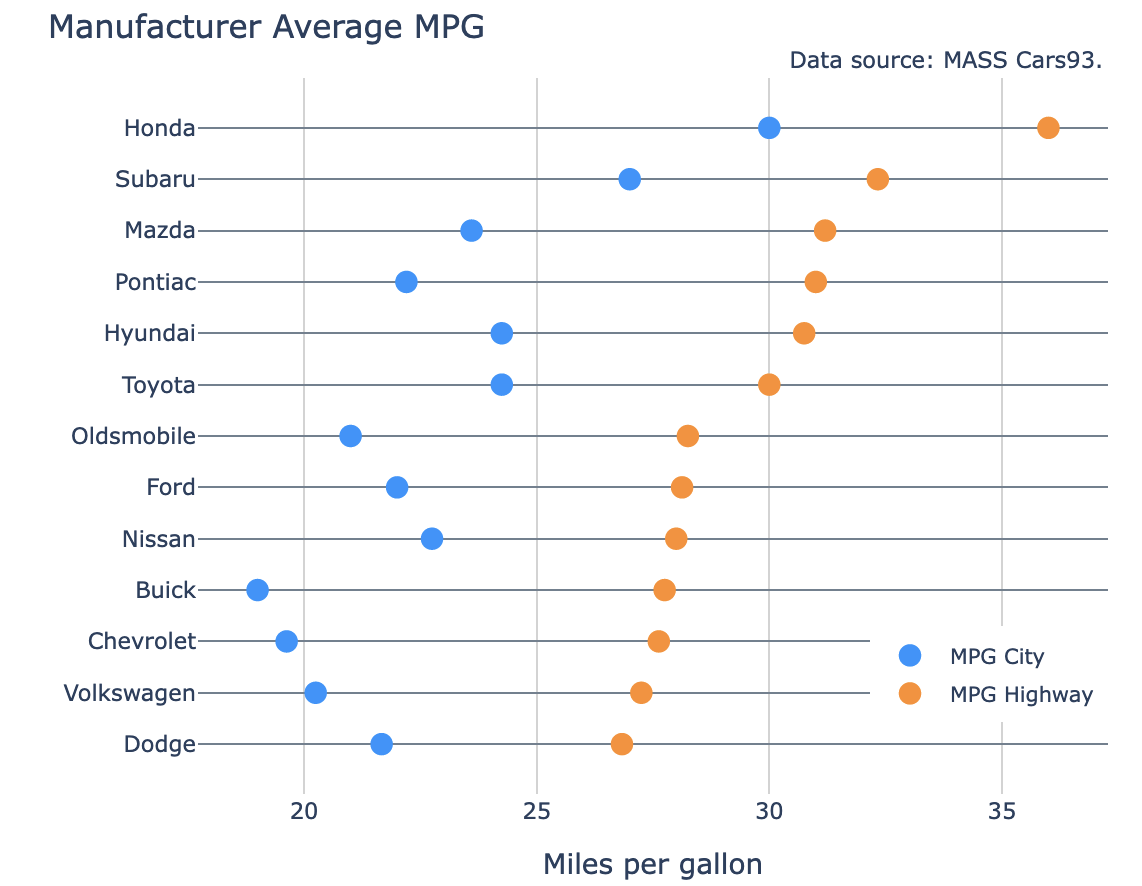 Manufacturer Average MPG
Data source: MASS Cars93.
Honda
Subaru
Mazda
Pontiac
Hyundai
Toyota
Oldsmobile
Ford
Nissan
Buick
Chevrolet
Volkswagen
Dodge
MPG City
MPG Highway
20 25 30 35
Miles per gallon